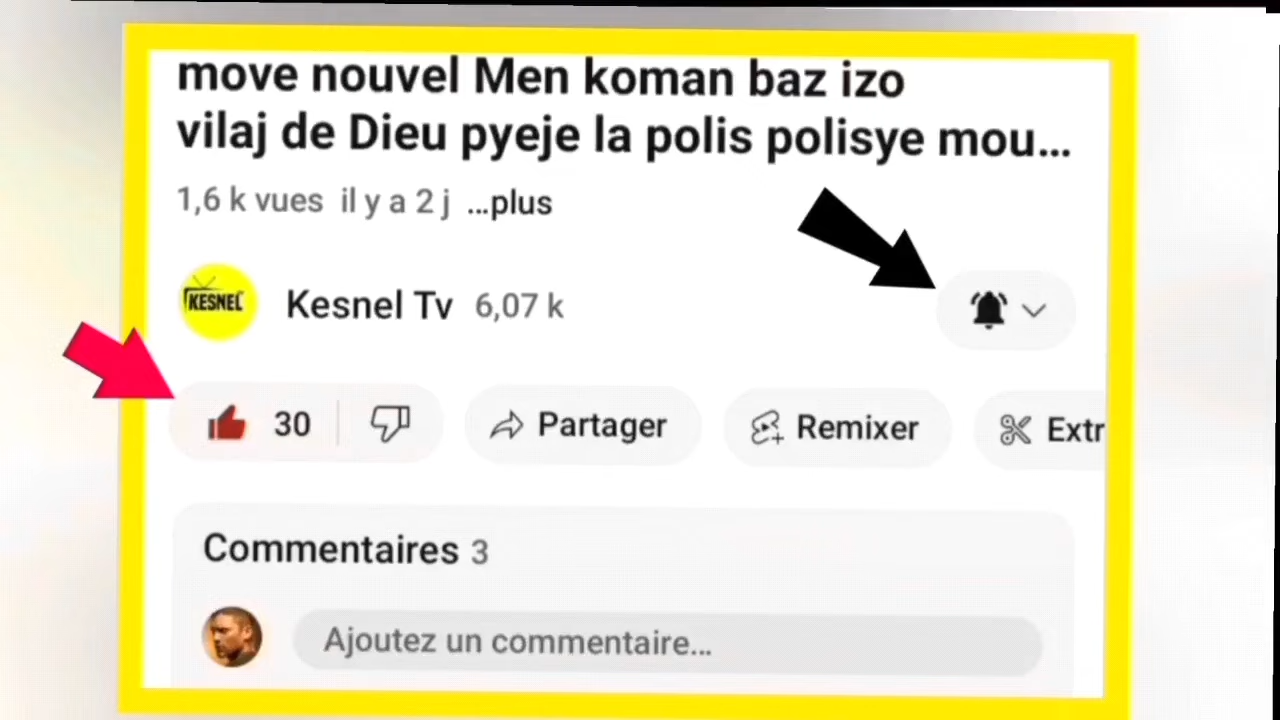 move nouvel Men koman baz izo
vilaj de Dieu pyeje la polis polisye mou...
1,6 k vues il y a 2 j ...plus
KESNEL
Kesnel Tv 6,07 k
30
Partager
Remixer
Extr
Commentaires 3
Ajoutez un commentaire...